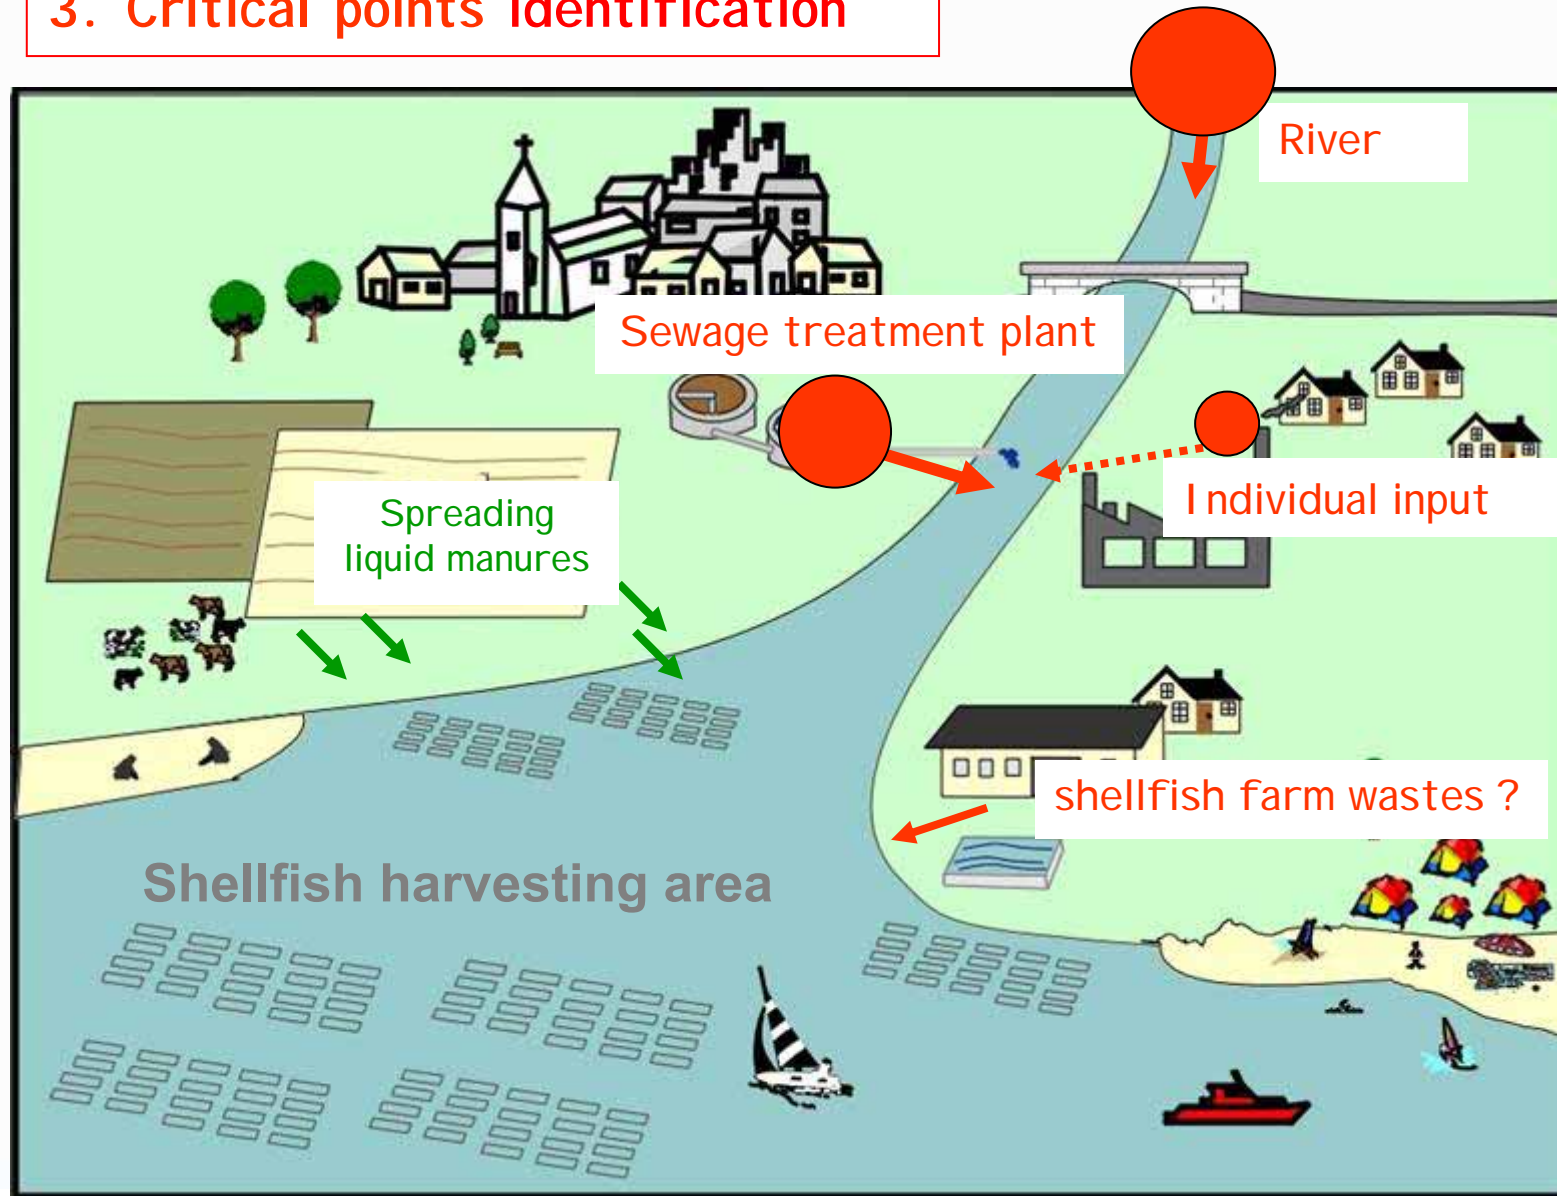 3. Critical points identification
River
Sewage treatment plant
Individual input
Spreading
liquid manures
shellfish farm wastes ?
Shellfish harvesting area